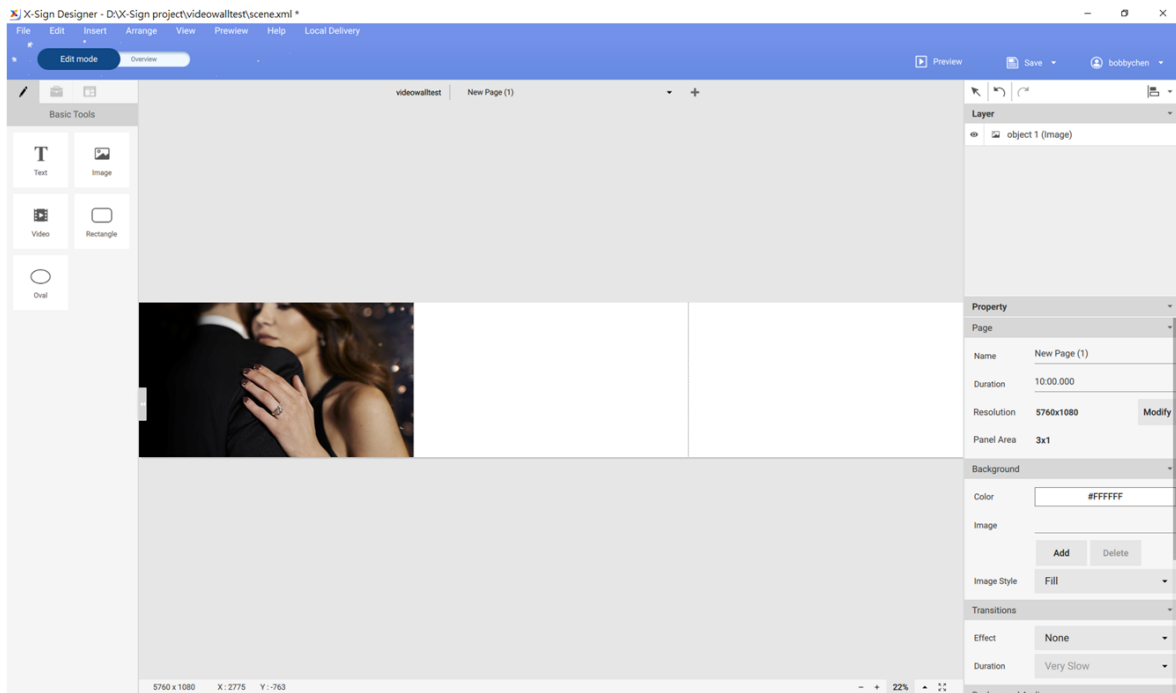 X-Sign Designer - D:\X-Sign project\videowalltest\scene.xml *
File Edit Insert Arrange View Prewiew Help Local Delivery
Edit mode Overview
Preview Save bobbychen
videowalltest New Page (1)
Basic Tools
Text Image
Video Rectangle
Oval
Layer
object 1 (Image)
Property
Page
Name New Page (1)
Duration 10:00.000
Resolution 5760x1080 Modify
Panel Area 3x1
Background
Color #FFFFFF
Image
Add Delete
Image Style Fill
Transitions
Effect None
Duration Very Slow
5760 x 1080 X : 2775 Y : -763 22%